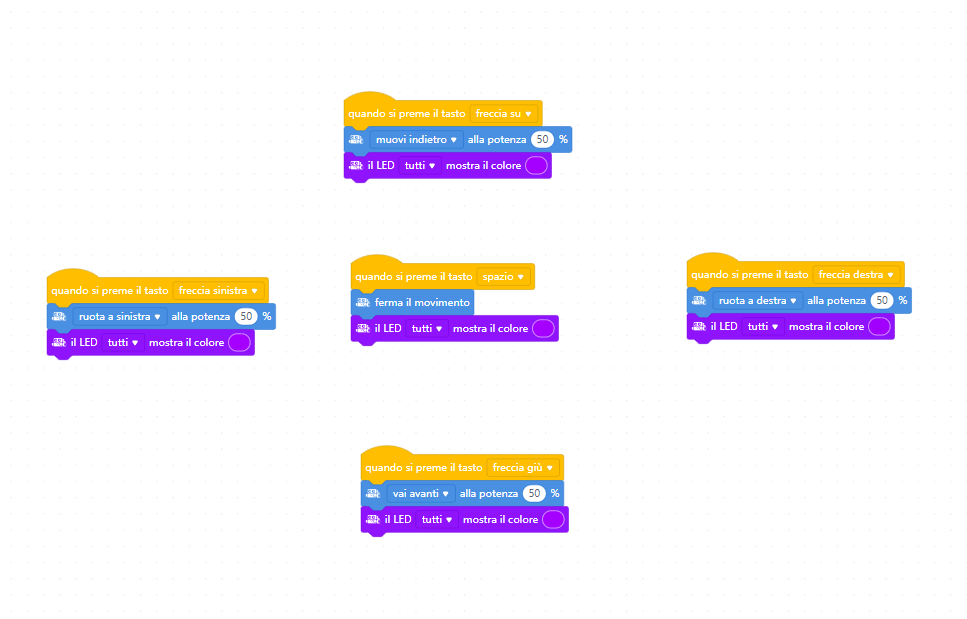 quando si preme il tasto freccia su
muovi indietro alla potenza 50 %
il LED tutti mostra il colore
quando si preme il tasto freccia sinistra
ruota a sinistra alla potenza 50 %
il LED tutti mostra il colore
quando si preme il tasto spazio
ferma il movimento
il LED tutti mostra il colore
quando si preme il tasto freccia destra
ruota a destra alla potenza 50 %
il LED tutti mostra il colore
quando si preme il tasto freccia giù
vai avanti alla potenza 50 %
il LED tutti mostra il colore